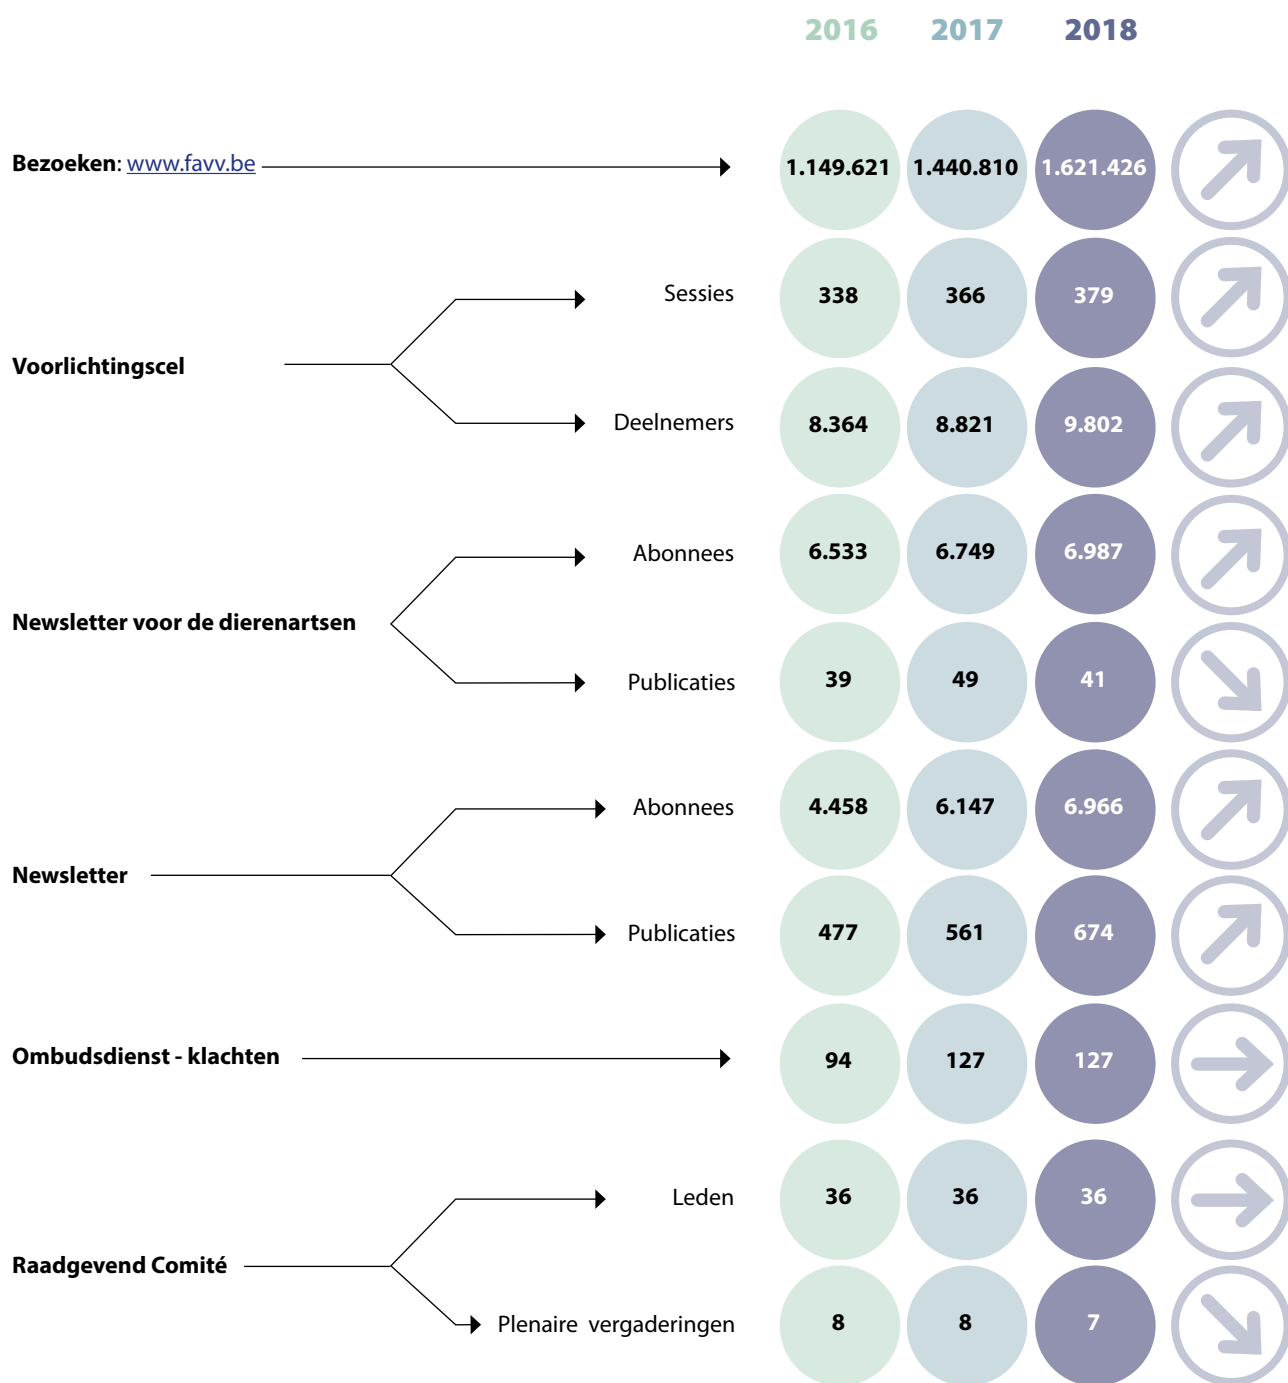 2016 2017 2018
Bezoeken: www.favv.be 1.149.621 1.440.810 1.621.426
Sessies 338 366 379
Voorlichtingscel
Deelnemers 8.364 8.821 9.802
Abonnees 6.533 6.749 6.987
Newsletter voor de dierenartsen
Publicaties 39 49 41
Abonnees 4.458 6.147 6.966
Newsletter
Publicaties 477 561 674
Ombudsdienst - klachten 94 127 127
Leden 36 36 36
Raadgevend Comité
Plenaire vergaderingen 8 8 7